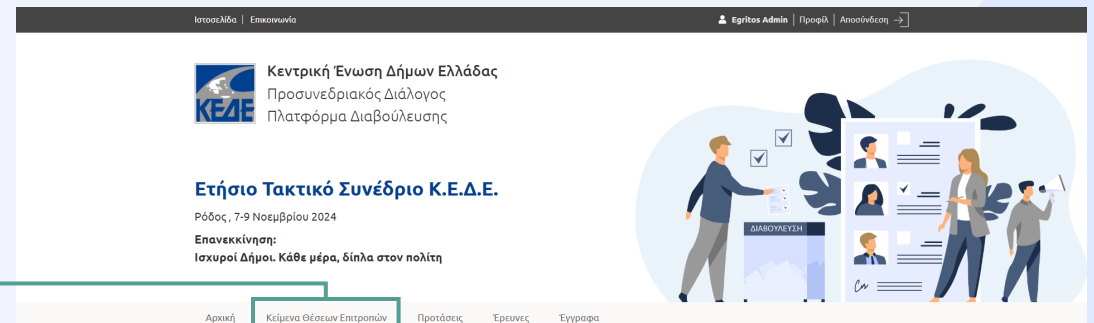 Ιστοσελίδα | Επικοινωνία
Egritos Admin | Προφίλ | Αποσύνδεση
ΚΕΔΕ
Κεντρική Ένωση Δήμων Ελλάδας
Προσυνεδριακός Διάλογος
Πλατφόρμα Διαβούλευσης
Ετήσιο Τακτικό Συνέδριο Κ.Ε.Δ.Ε.
Ρόδος , 7-9 Νοεμβρίου 2024
Επανεκκίνηση:
Ισχυροί Δήμοι. Κάθε μέρα, δίπλα στον πολίτη
ΔΙΑΒΟΥΛΕΥΣΗ
Αρχική Κείμενα Θέσεων Επιτροπών Προτάσεις Έρευνες Έγγραφα